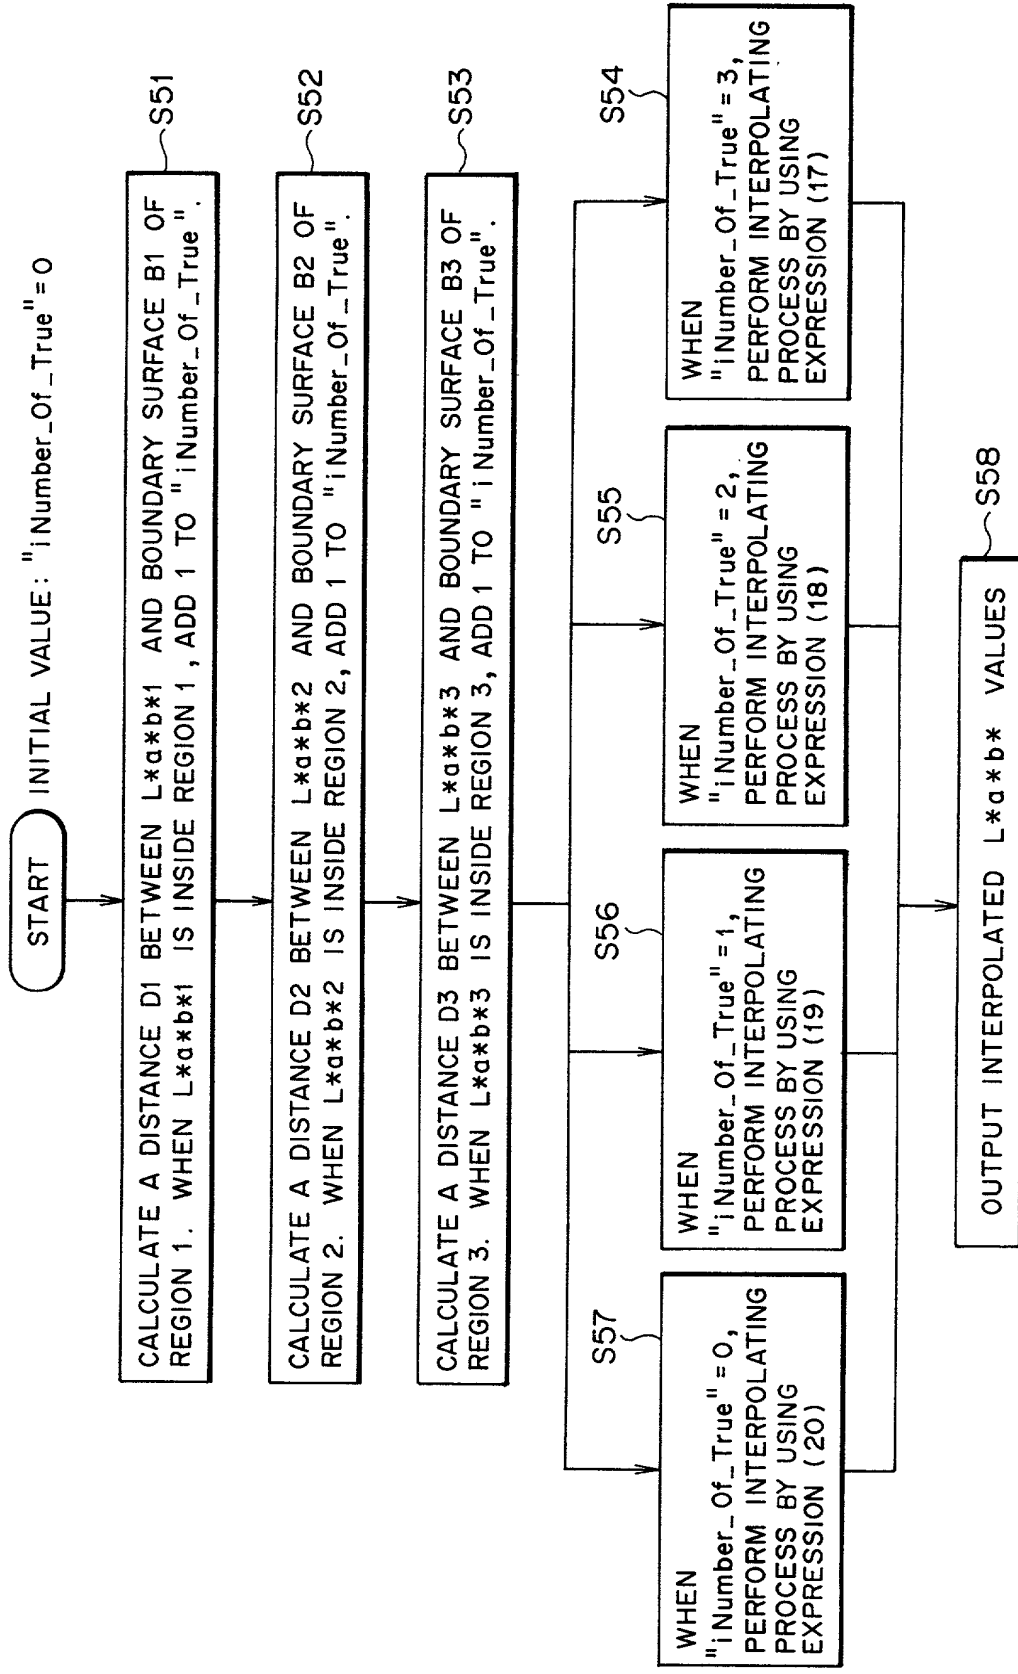 START
INITIAL VALUE: "iNumber_Of_True"=0
S51
CALCULATE A DISTANCE D1 BETWEEN L*a*b*1 AND BOUNDARY SURFACE B1 OF
REGION 1. WHEN L*a*b*1 IS INSIDE REGION 1, ADD 1 TO "iNumber_Of_True".
S52
CALCULATE A DISTANCE D2 BETWEEN L*a*b*2 AND BOUNDARY SURFACE B2 OF
REGION 2. WHEN L*a*b*2 IS INSIDE REGION 2, ADD 1 TO "iNumber_Of_True".
S53
CALCULATE A DISTANCE D3 BETWEEN L*a*b*3 AND BOUNDARY SURFACE B3 OF
REGION 3. WHEN L*a*b*3 IS INSIDE REGION 3, ADD 1 TO "iNumber_Of_True".
S57
WHEN
"iNumber_Of_True"=0,
PERFORM INTERPOLATING
PROCESS BY USING
EXPRESSION (20)
S56
WHEN
"iNumber_Of_True"=1,
PERFORM INTERPOLATING
PROCESS BY USING
EXPRESSION (19)
S55
WHEN
"iNumber_Of_True"=2,
PERFORM INTERPOLATING
PROCESS BY USING
EXPRESSION (18)
S54
WHEN
"iNumber_Of_True"=3,
PERFORM INTERPOLATING
PROCESS BY USING
EXPRESSION (17)
S58
OUTPUT INTERPOLATED L*a*b* VALUES